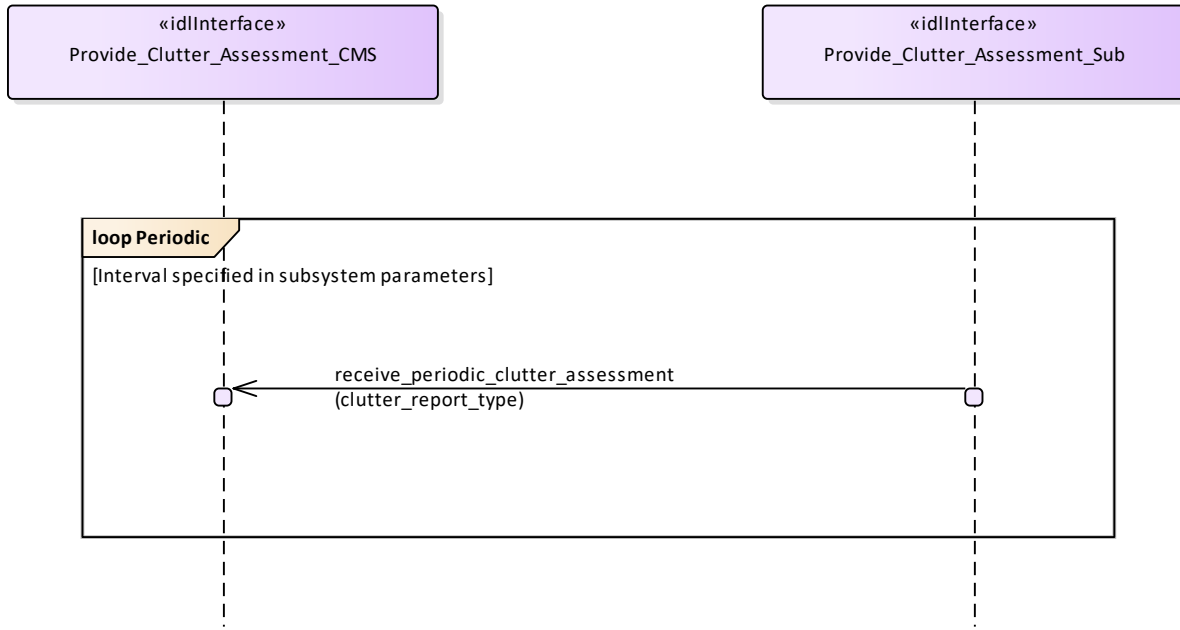 «idlInterface»
Provide_Clutter_Assessment_CMS
«idlInterface»
Provide_Clutter_Assessment_Sub
loop Periodic
[Interval specified in subsystem parameters]
receive_periodic_clutter_assessment
(clutter_report_type)